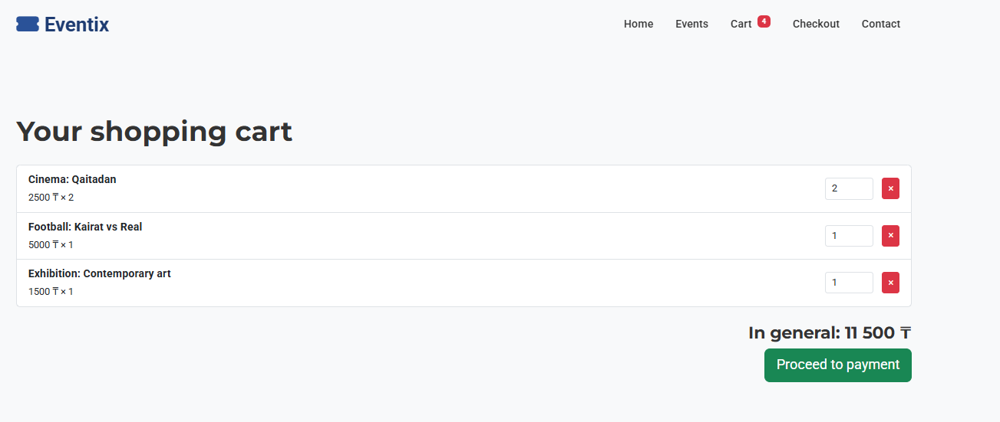 Eventix
Home Events Cart 4 Checkout Contact
Your shopping cart
Cinema: Qaitadan
2500 ₸ × 2
2
×
Football: Kairat vs Real
5000 ₸ × 1
1
×
Exhibition: Contemporary art
1500 ₸ × 1
1
×
In general: 11 500 ₸
Proceed to payment